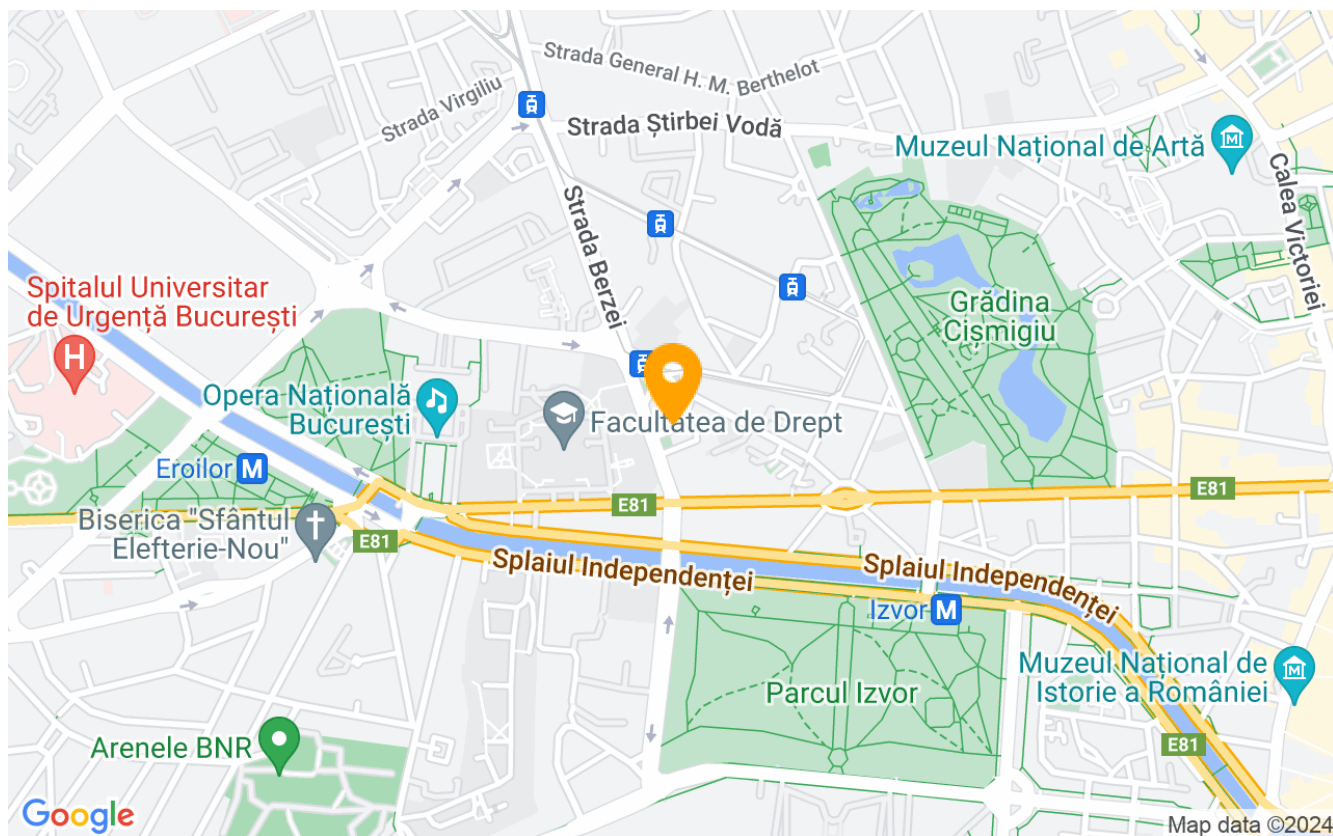 Strada General H. M. Berthelot
Strada Virgiliu
Strada Știrbei Vodă
Muzeul Național de Artă
M
Calea Victoriei
Strada Berzei
Spitalul Universitar
de Urgență București
H
Grădina
Cișmigiu
Opera Națională
București
Facultatea de Drept
Eroilor M
E81
E81
Biserica "Sfântul
Elefterie-Nou"
E81
Splaiul Independenței
Splaiul Independenței
Izvor M
Muzeul Național de
Istorie a României
M
Parcul Izvor
Arenele BNR
E81
Google
Map data ©2024